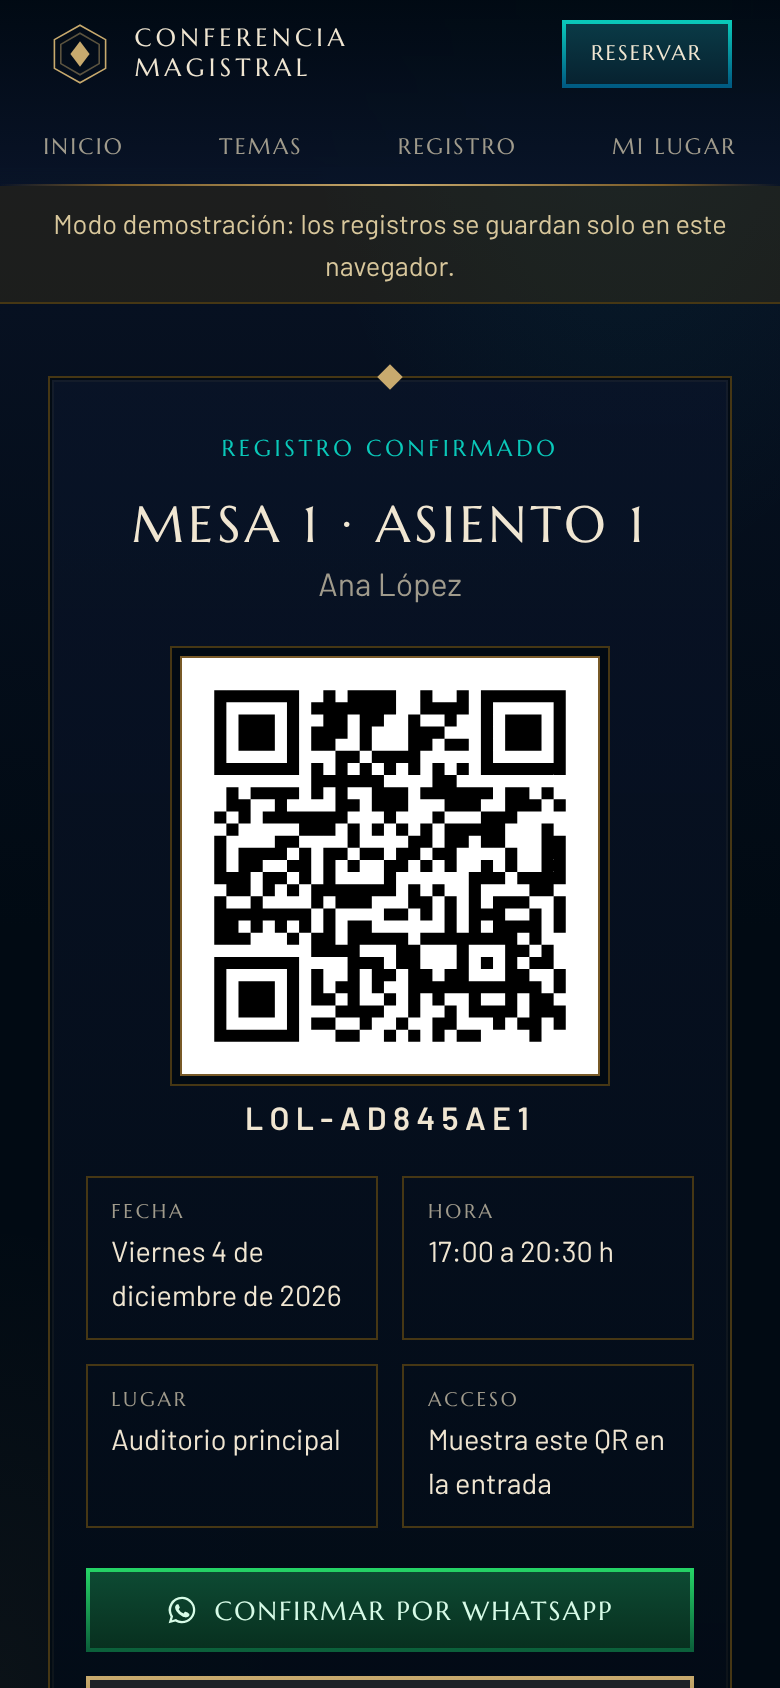 CONFERENCIA
MAGISTRAL
RESERVAR
INICIO TEMAS REGISTRO MI LUGAR
Modo demostración: los registros se guardan solo en este
navegador.
REGISTRO CONFIRMADO
MESA 1 · ASIENTO 1
Ana López
LOL-AD845AE1
FECHA
Viernes 4 de
diciembre de 2026
HORA
17:00 a 20:30 h
LUGAR
Auditorio principal
ACCESO
Muestra este QR en
la entrada
CONFIRMAR POR WHATSAPP